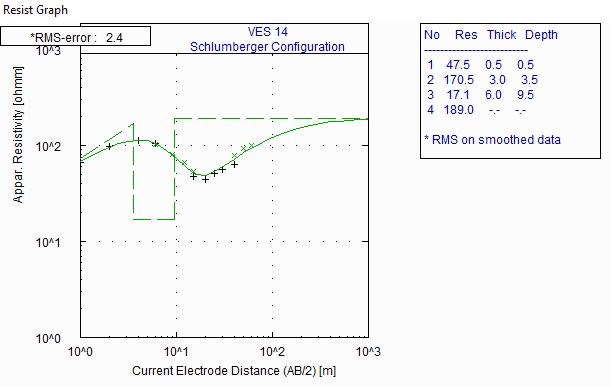 Resist Graph
*RMS-error : 2.4
VES 14
Schlumberger Configuration
10^3
10^2
10^1
10^0
Appar. Resistivity [ohmm]
10^0 10^1 10^2 10^3
Current Electrode Distance (AB/2) [m]
No Res Thick Depth
--------------------------
1 47.5 0.5 0.5
2 170.5 3.0 3.5
3 17.1 6.0 9.5
4 189.0 -.- -.-
* RMS on smoothed data